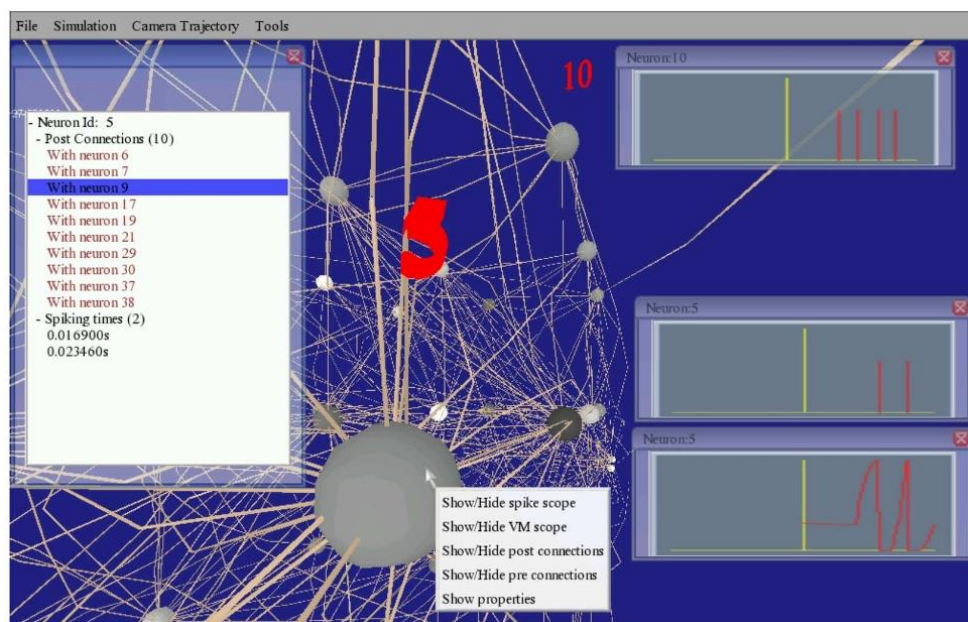 File Simulation Camera Trajectory Tools
- Neuron Id: 5
- Post Connections (10)
With neuron 6
With neuron 7
With neuron 9
With neuron 17
With neuron 19
With neuron 21
With neuron 29
With neuron 30
With neuron 37
With neuron 38
- Spiking times (2)
0.016900s
0.023460s
5
10
Neuron:10
Neuron:5
Neuron:5
Show/Hide spike scope
Show/Hide VM scope
Show/Hide post connections
Show/Hide pre connections
Show properties